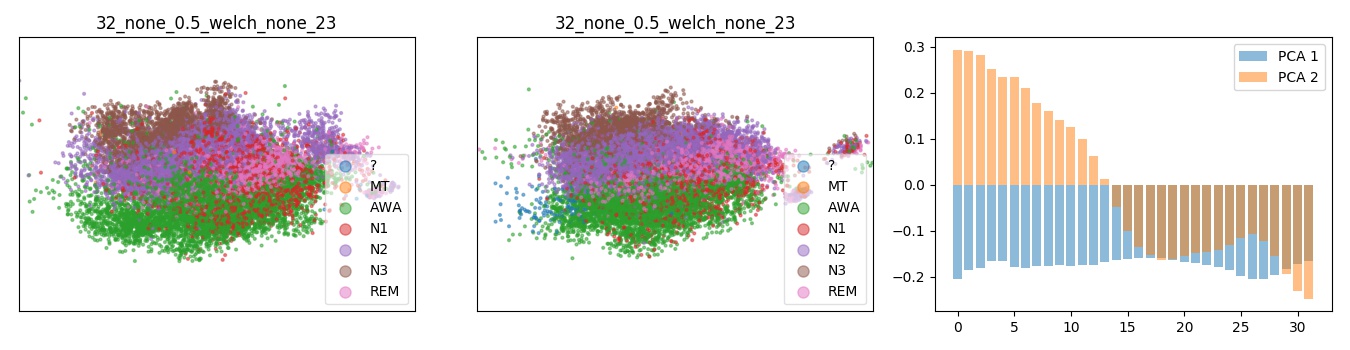 32_none_0.5_welch_none_23
?
MT
AWA
N1
N2
N3
REM
32_none_0.5_welch_none_23
?
MT
AWA
N1
N2
N3
REM
PCA 1
PCA 2
0.3
0.2
0.1
0.0
−0.1
−0.2
0 5 10 15 20 25 30